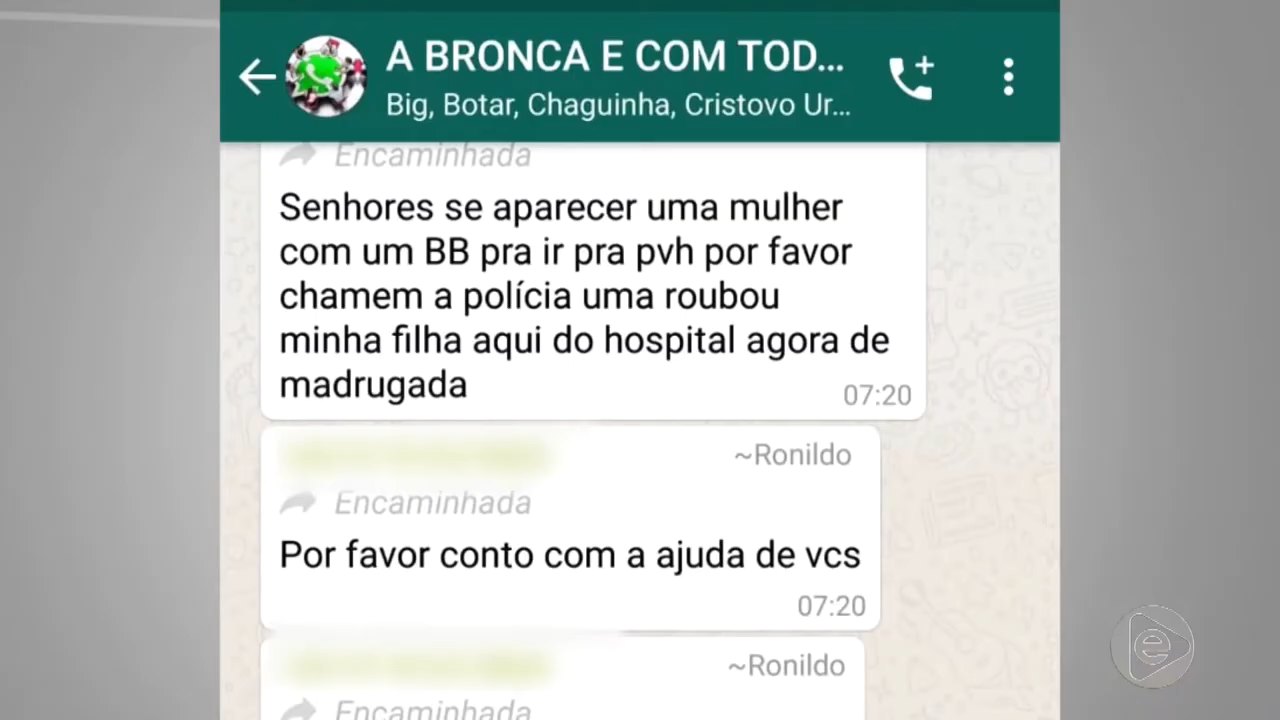 A BRONCA E COM TOD...
Big, Botar, Chaguinha, Cristovo Ur...
Encaminhada
Senhores se aparecer uma mulher
com um BB pra ir pra pvh por favor
chamem a polícia uma roubou
minha filha aqui do hospital agora de
madrugada
07:20
~Ronildo
Encaminhada
Por favor conto com a ajuda de vcs
07:20
~Ronildo
Encaminhada
e